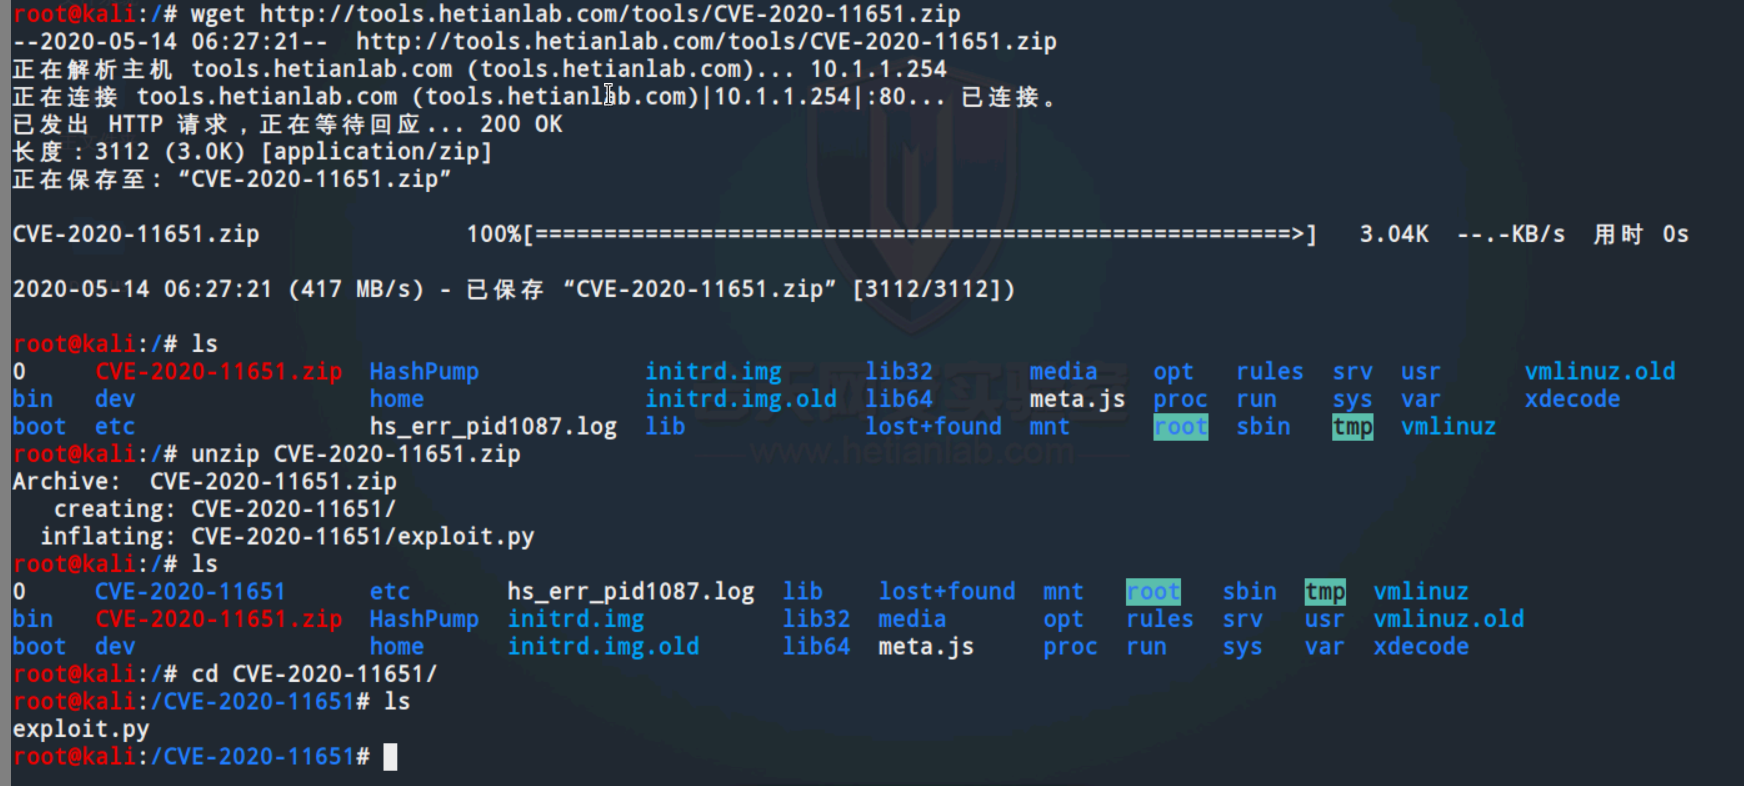 root@kali:/# wget http://tools.hetianlab.com/tools/CVE-2020-11651.zip
--2020-05-14 06:27:21--  http://tools.hetianlab.com/tools/CVE-2020-11651.zip
正在解析主机 tools.hetianlab.com (tools.hetianlab.com)... 10.1.1.254
正在连接 tools.hetianlab.com (tools.hetianlab.com)|10.1.1.254|:80... 已连接。
已发出 HTTP 请求，正在等待回应... 200 OK
长度：3112 (3.0K) [application/zip]
正在保存至: “CVE-2020-11651.zip”
CVE-2020-11651.zip 100%[=======================================================>] 3.04K --.-KB/s 用时 0s
2020-05-14 06:27:21 (417 MB/s) - 已保存 “CVE-2020-11651.zip” [3112/3112])
root@kali:/# ls
0 CVE-2020-11651.zip HashPump initrd.img lib32 media opt rules srv usr vmlinuz.old
bin dev home initrd.img.old lib64 meta.js proc run sys var xdecode
boot etc hs_err_pid1087.log lib lost+found mnt root sbin tmp vmlinuz
root@kali:/# unzip CVE-2020-11651.zip
Archive:  CVE-2020-11651.zip
creating: CVE-2020-11651/
inflating: CVE-2020-11651/exploit.py
root@kali:/# ls
0 CVE-2020-11651 etc hs_err_pid1087.log lib lost+found mnt root sbin tmp vmlinuz
bin CVE-2020-11651.zip HashPump initrd.img lib32 media opt rules srv usr vmlinuz.old
boot dev home initrd.img.old lib64 meta.js proc run sys var xdecode
root@kali:/# cd CVE-2020-11651/
root@kali:/CVE-2020-11651# ls
exploit.py
root@kali:/CVE-2020-11651#
www.hetianlab.com